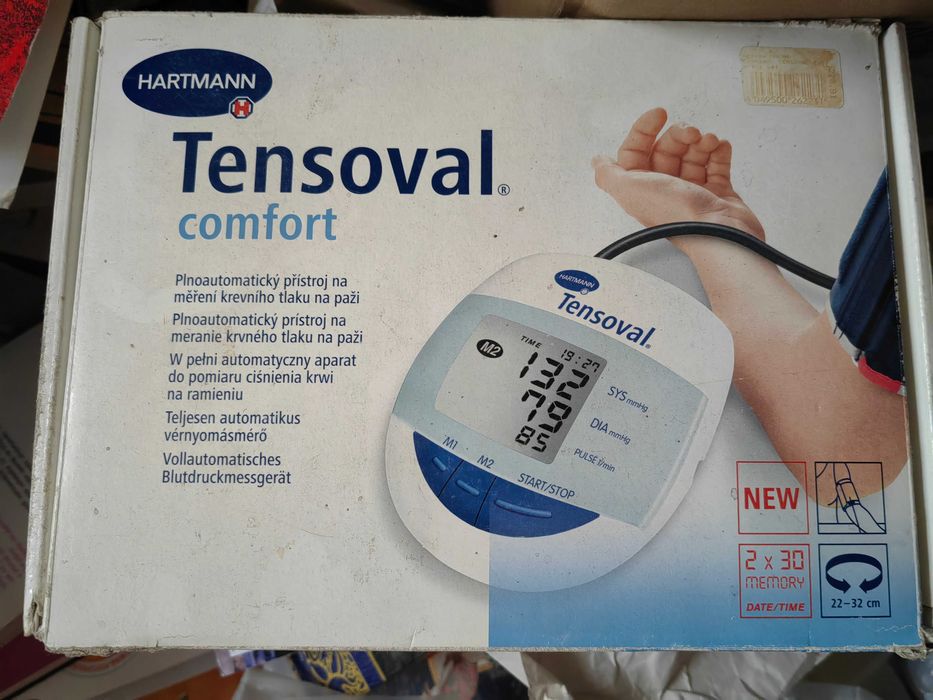 HARTMANN
Tensoval®
comfort
Plnoautomatický přístroj na
měření krevního tlaku na paži
Plnoautomatický prístroj na
meranie krvného tlaku na paži
W pełni automatyczny aparat
do pomiaru ciśnienia krwi
na ramieniu
Teljesen automatikus
vérnyomásmérő
Vollautomatisches
Blutdruckmessgerät
HARTMANN
Tensoval®
M2
TIME 19:27
132
79
85
SYS mmHg
DIA mmHg
PULSE 1/min
M1
M2
START/STOP
NEW
2 x 30
MEMORY
DATE/TIME
22–32 cm